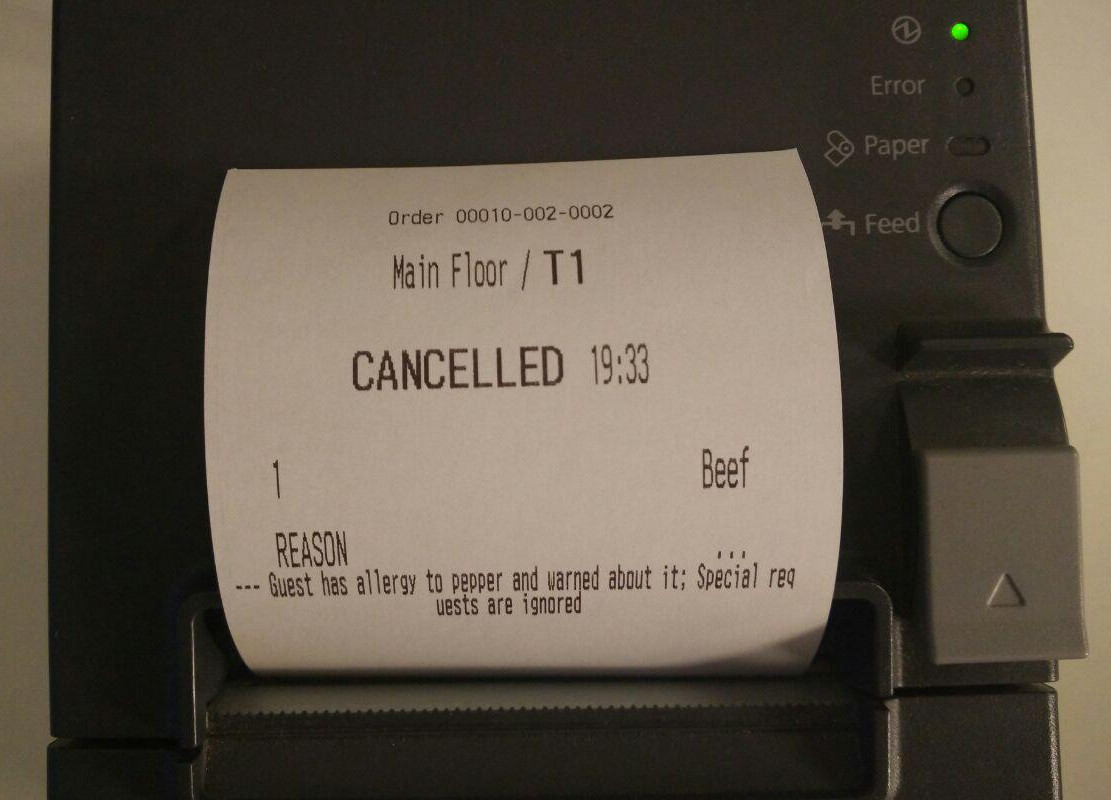 Error
Paper
Feed
Order 00010-002-0002
Main Floor / T1
CANCELLED 19:33
1 Beef
REASON ...
--- Guest has allergy to pepper and warned about it; Special req
uests are ignored